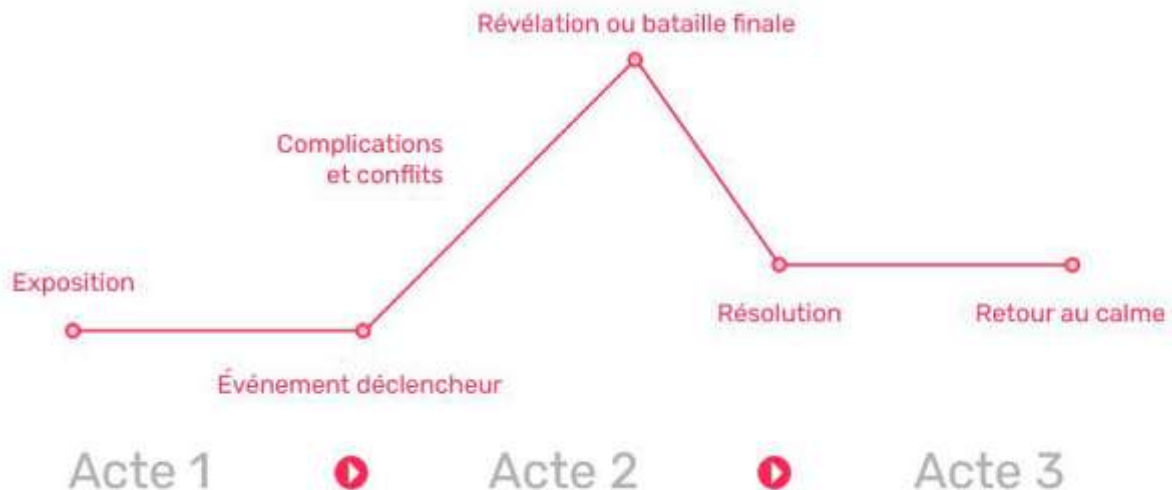 Révélation ou bataille finale
Complications
et conflits
Exposition
Résolution
Retour au calme
Événement déclencheur
Acte 1
Acte 2
Acte 3